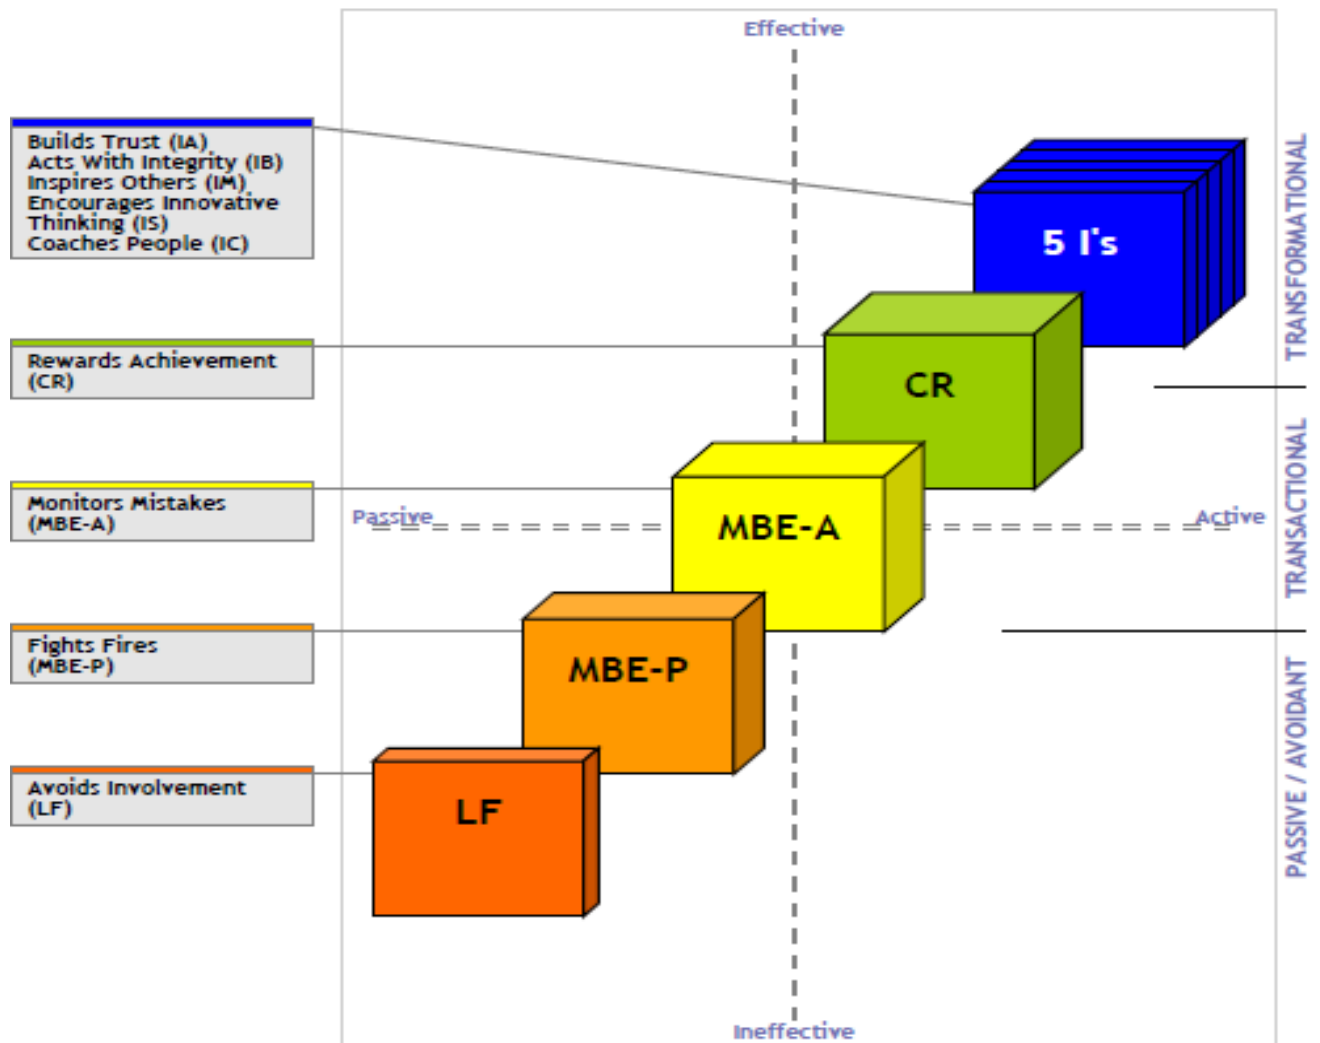 Effective
Builds Trust (IA)
Acts With Integrity (IB)
Inspires Others (IM)
Encourages Innovative
Thinking (IS)
Coaches People (IC)
5 I's
TRANSFORMATIONAL
Rewards Achievement
(CR)
CR
Monitors Mistakes
(MBE-A)
Passive
MBE-A
Active
TRANSACTIONAL
Fights Fires
(MBE-P)
MBE-P
Avoids Involvement
(LF)
LF
PASSIVE / AVOIDANT
Ineffective